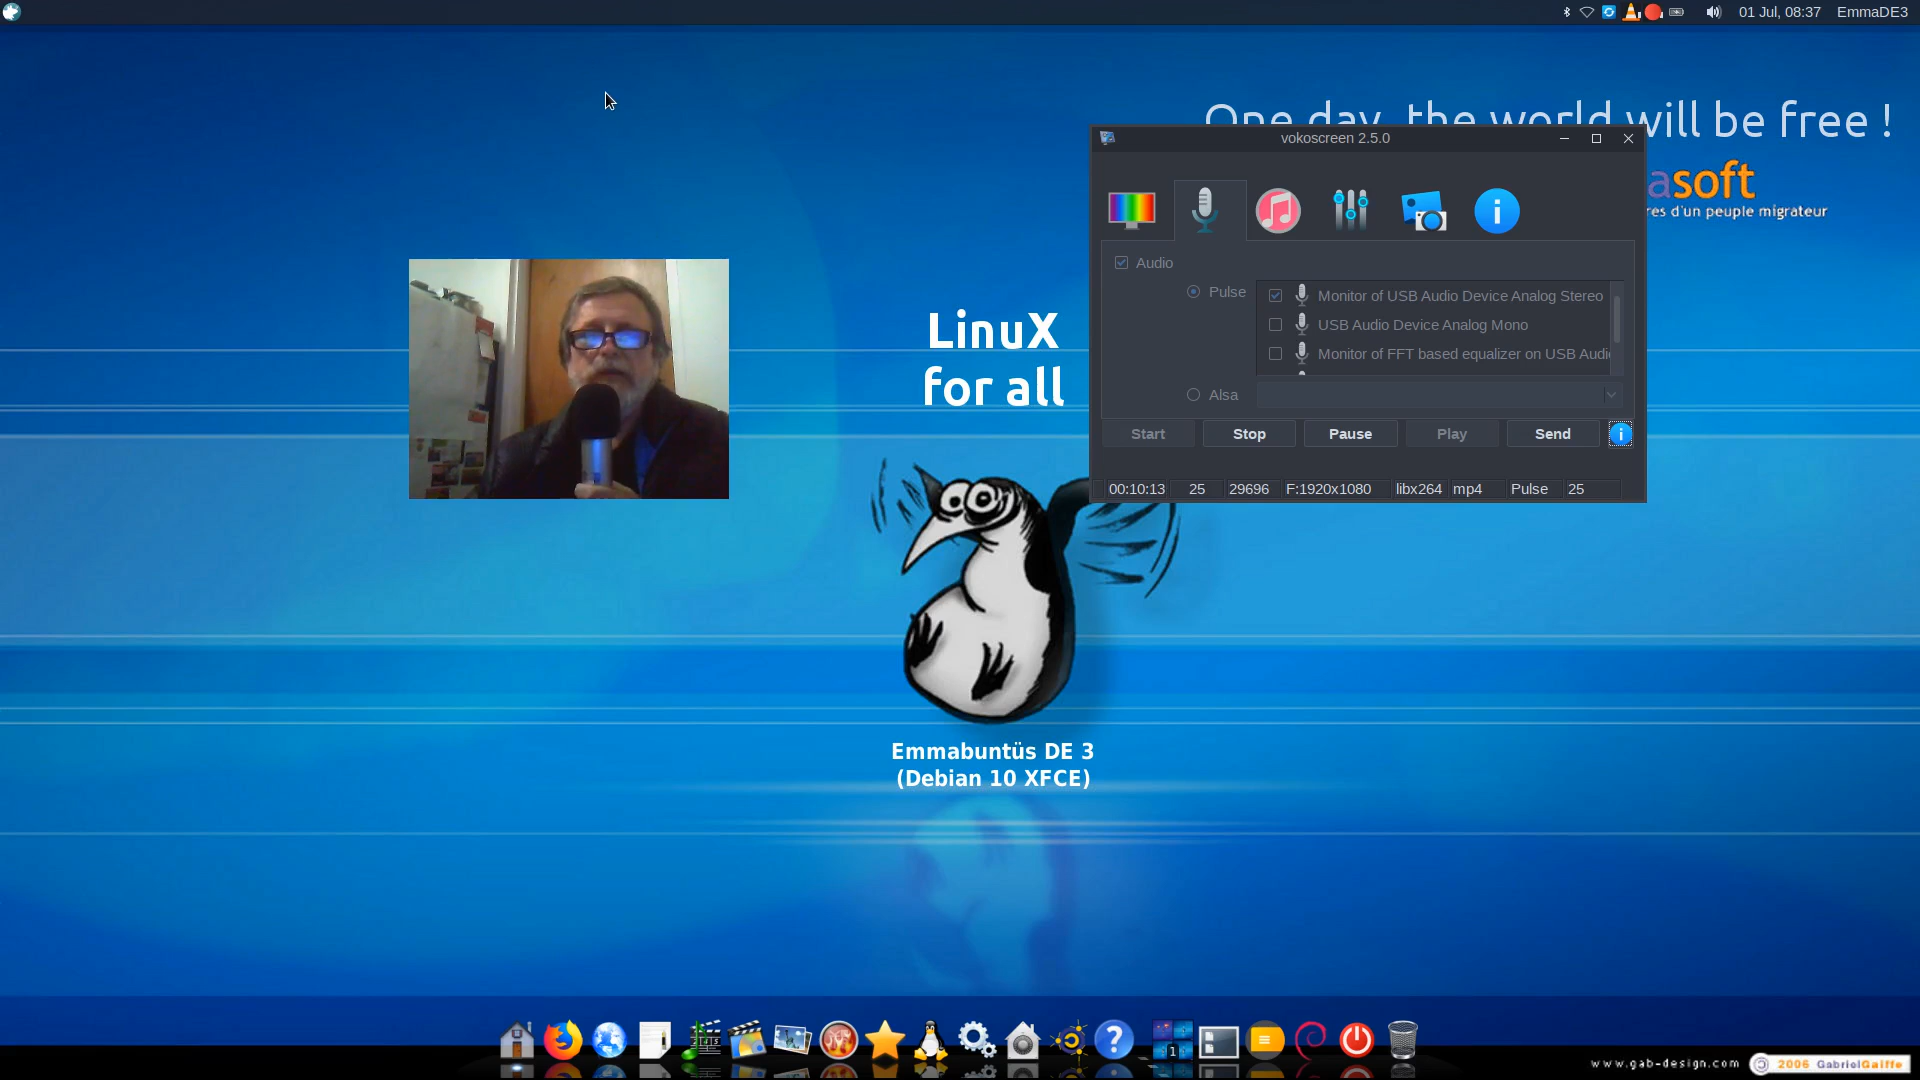 01 Jul, 08:37 EmmaDE3
One day, the world will be free !
vokoscreen 2.5.0
asoft
res d'un peuple migrateur
Audio
Pulse
Monitor of USB Audio Device Analog Stereo
USB Audio Device Analog Mono
Monitor of FFT based equalizer on USB Audi
Alsa
Start Stop Pause Play Send
00:10:13 25 29696 F:1920x1080 libx264 mp4 Pulse 25
LinuX
for all
Emmabuntüs DE 3
(Debian 10 XFCE)
1
www.gab-design.com © 2006 GabrielGaiffe